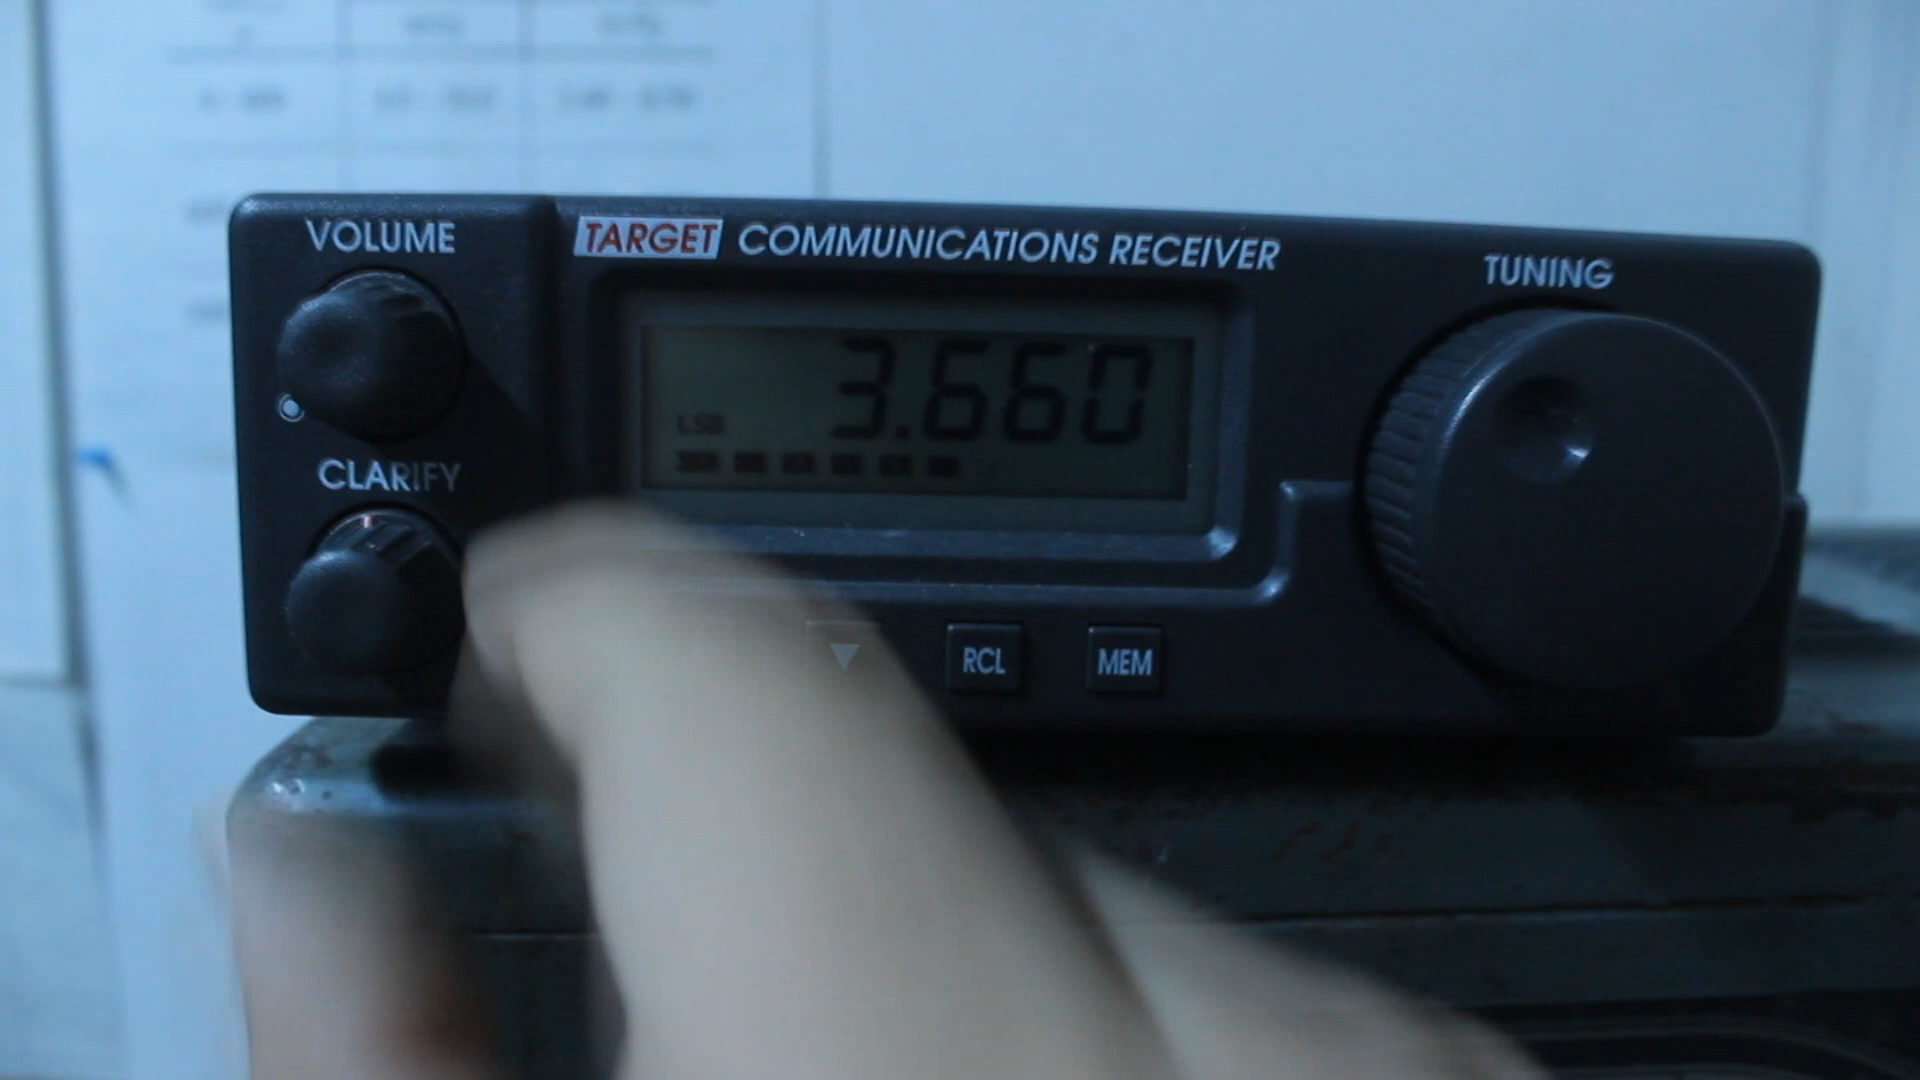 VOLUME
TARGET COMMUNICATIONS RECEIVER
TUNING
3.660
LSB
CLARIFY
▼ RCL MEM